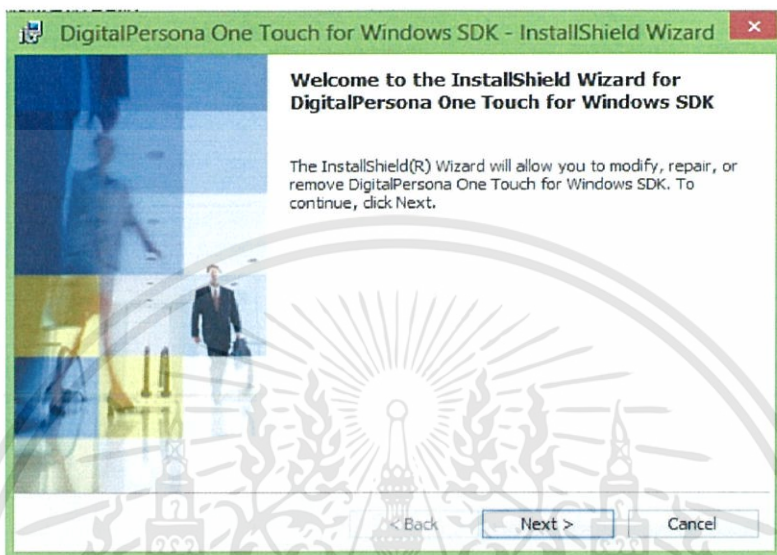 DigitalPersona One Touch for Windows SDK - InstallShield Wizard
Welcome to the InstallShield Wizard for
DigitalPersona One Touch for Windows SDK
The InstallShield(R) Wizard will allow you to modify, repair, or
remove DigitalPersona One Touch for Windows SDK. To
continue, click Next.
< Back Next > Cancel